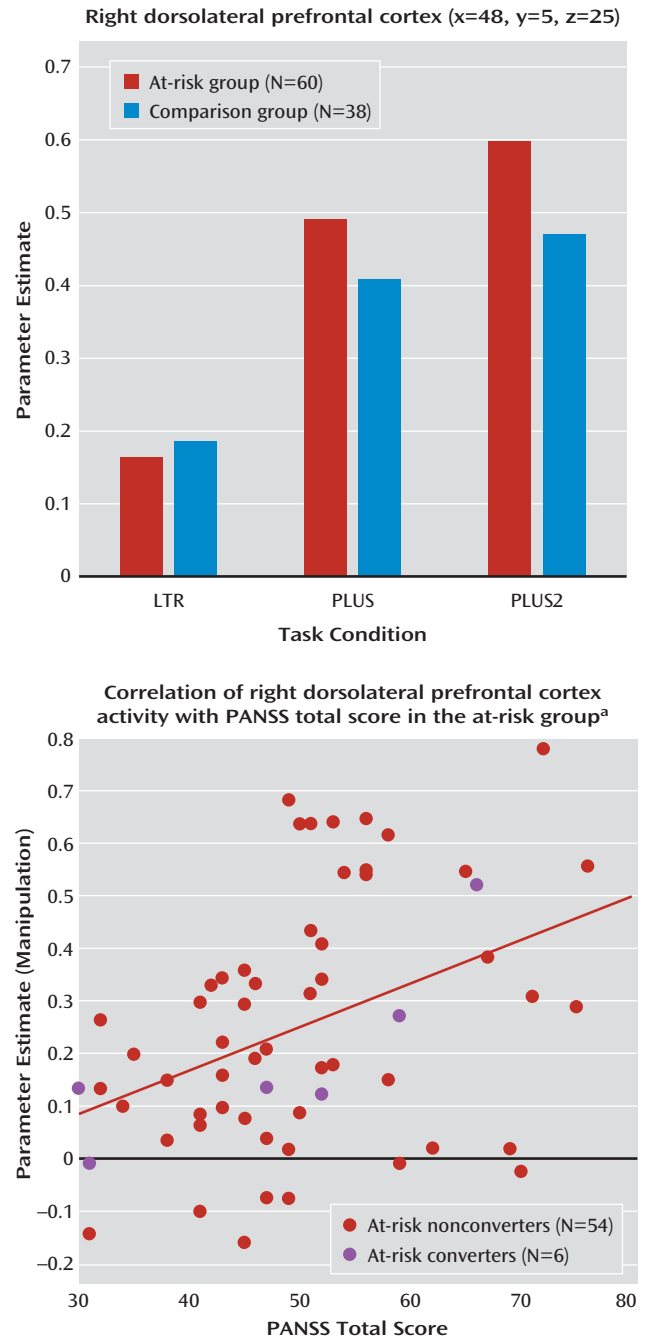 Right dorsolateral prefrontal cortex (x=48, y=5, z=25)
0.7
At-risk group (N=60)
Comparison group (N=38)
0.6
0.5
0.4
0.3
0.2
0.1
0
Parameter Estimate
LTR PLUS PLUS2
Task Condition
Correlation of right dorsolateral prefrontal cortex
activity with PANSS total score in the at-risk groupᵃ
0.8
0.7
0.6
0.5
0.4
0.3
0.2
0.1
0
−0.1
−0.2
Parameter Estimate (Manipulation)
At-risk nonconverters (N=54)
At-risk converters (N=6)
30 40 50 60 70 80
PANSS Total Score